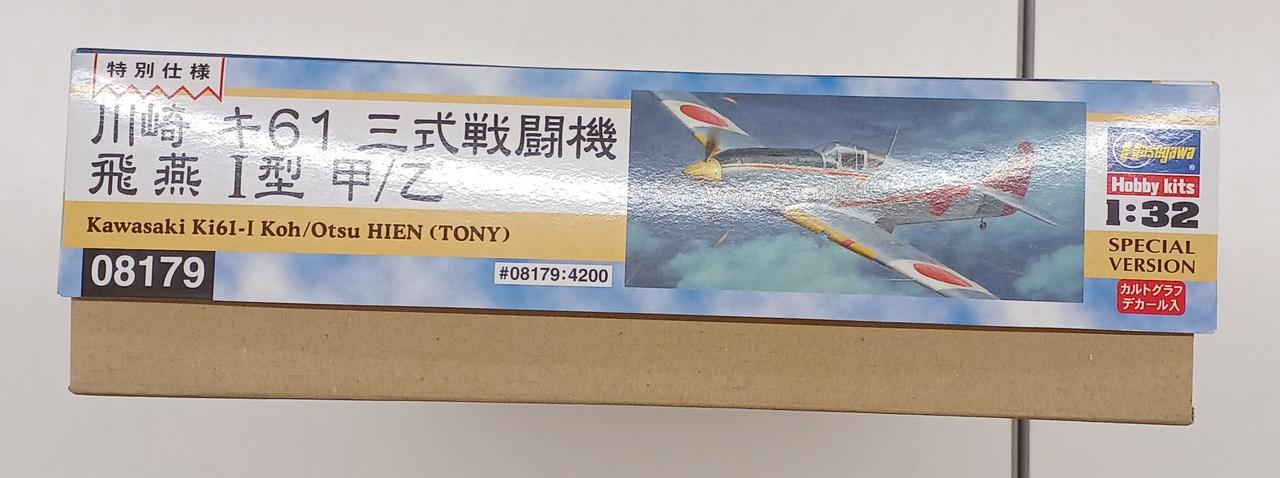 特別仕様
川崎 キ61 三式戦闘機
飛燕 I型 甲/乙
Kawasaki Ki61-I Koh/Otsu HIEN (TONY)
08179
#08179:4200
Hasegawa
Hobby kits
1:32
SPECIAL
VERSION
カルトグラフ
デカール入